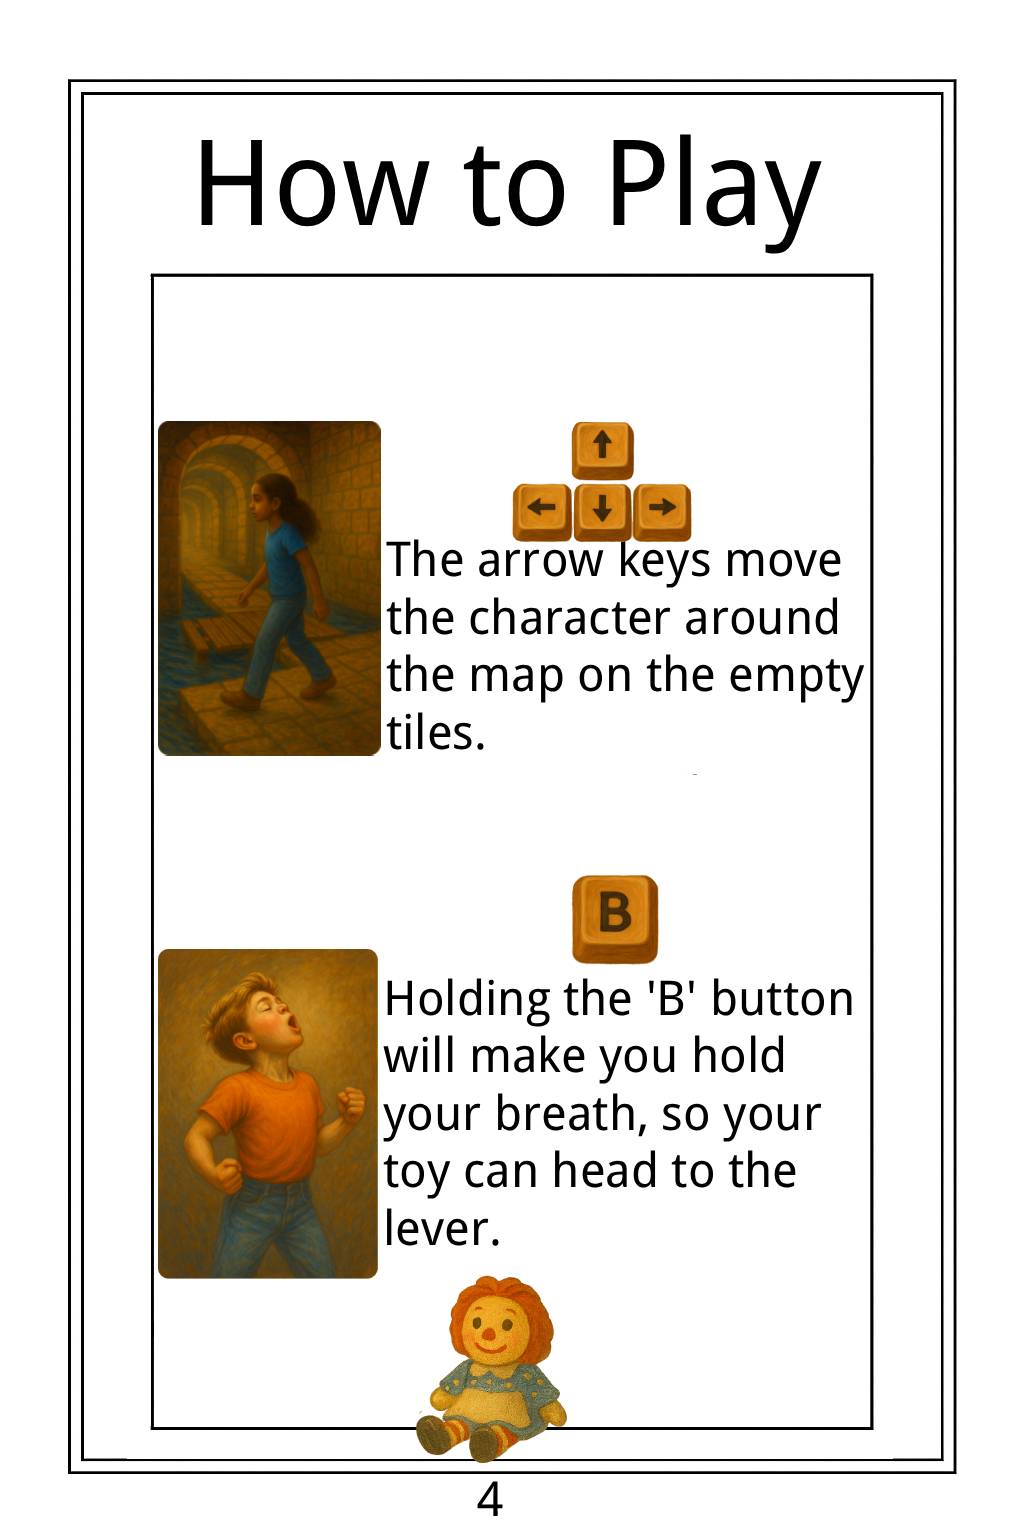 How to Play
↑
← ↓ →
The arrow keys move
the character around
the map on the empty
tiles.
B
Holding the 'B' button
will make you hold
your breath, so your
toy can head to the
lever.
4